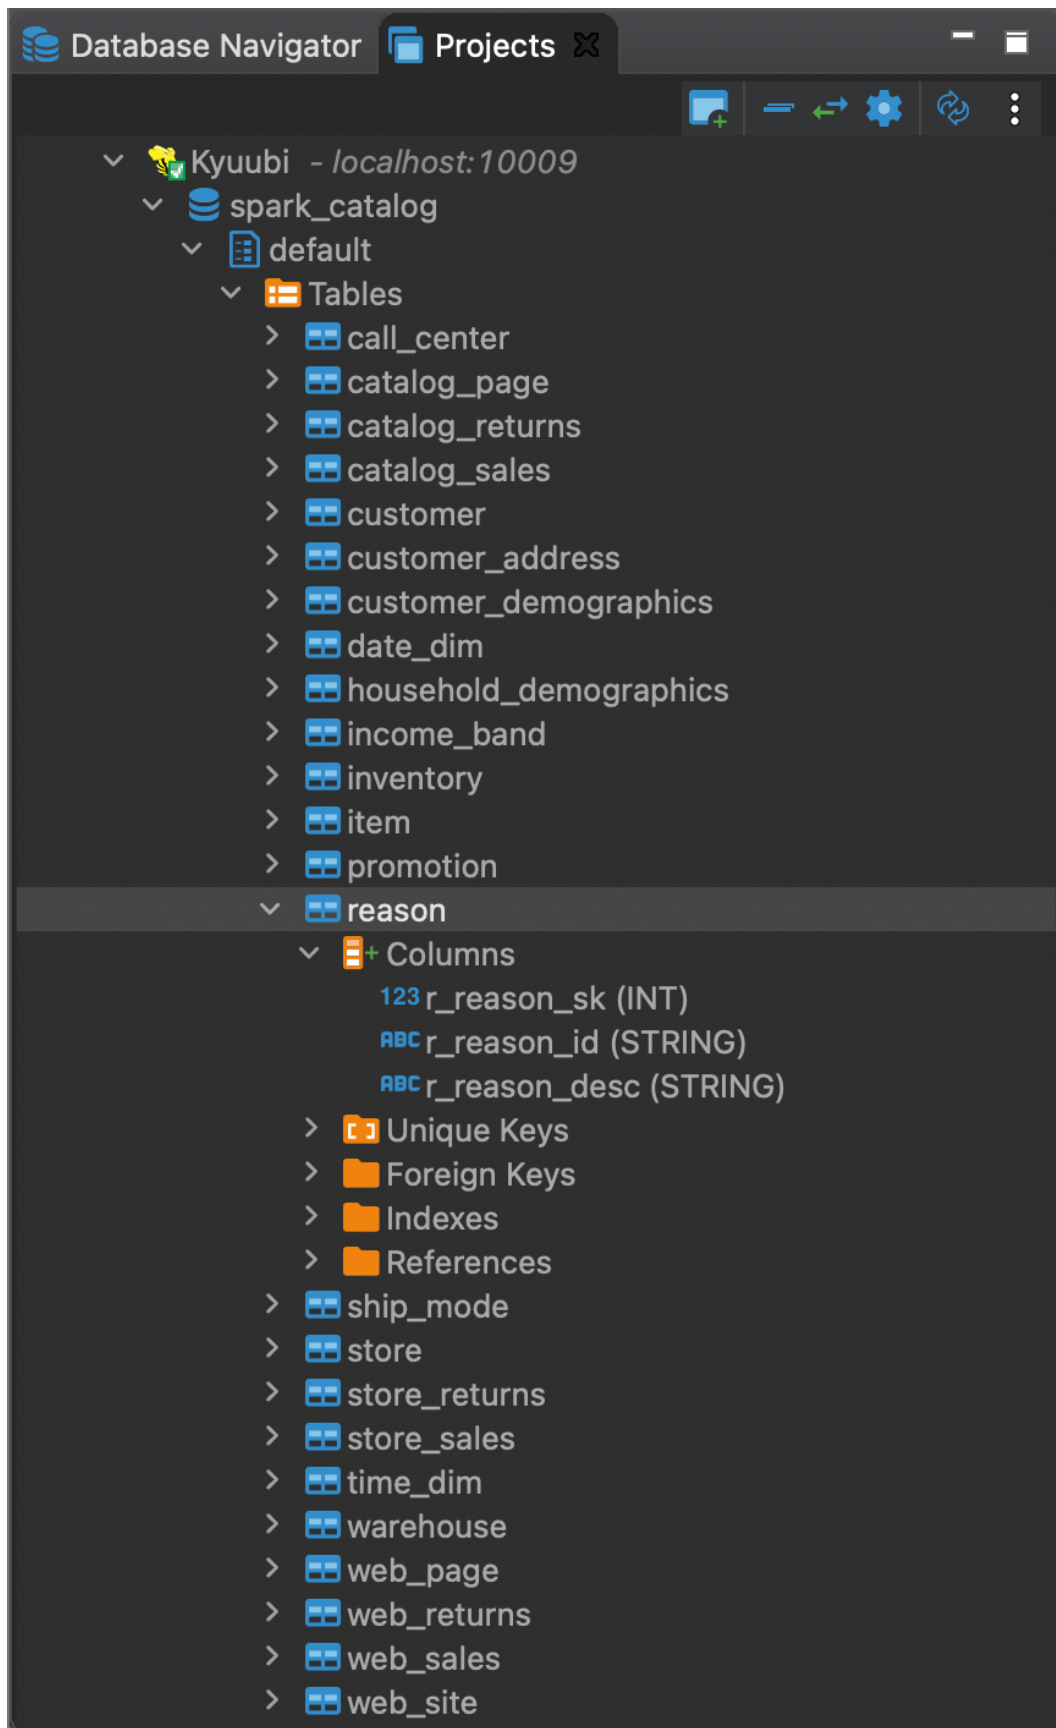 Database Navigator Projects
Kyuubi - localhost:10009
spark_catalog
default
Tables
call_center
catalog_page
catalog_returns
catalog_sales
customer
customer_address
customer_demographics
date_dim
household_demographics
income_band
inventory
item
promotion
reason
Columns
123 r_reason_sk (INT)
ABC r_reason_id (STRING)
ABC r_reason_desc (STRING)
Unique Keys
Foreign Keys
Indexes
References
ship_mode
store
store_returns
store_sales
time_dim
warehouse
web_page
web_returns
web_sales
web_site